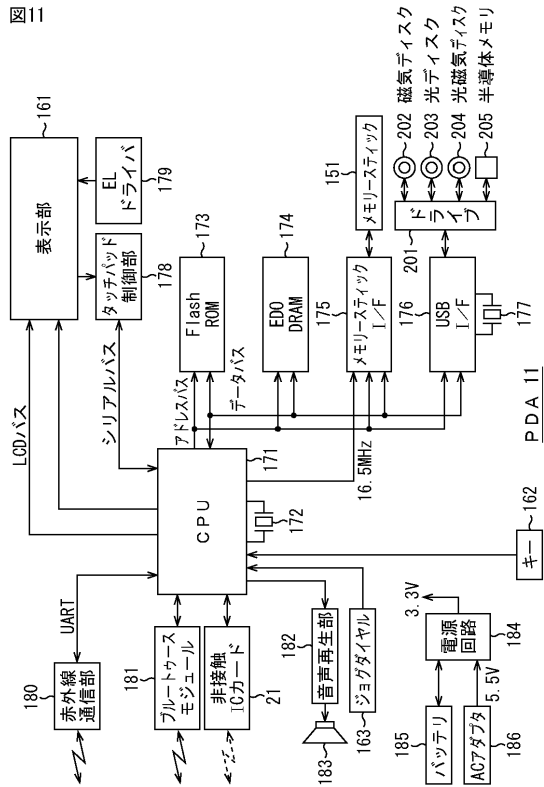 図11
161
表示部
ELドライバ
179
タッチパッド制御部
178
LCDバス
シリアルバス
173
Flash ROM
174
EDO DRAM
アドレスバス
データバス
175
メモリースティックI/F
151
メモリースティック
176
USB I/F
177
201
ドライブ
202 磁気ディスク
203 光ディスク
204 光磁気ディスク
205 半導体メモリ
171
CPU
172
16.5MHz
UART
180
赤外線通信部
181
ブルートゥースモジュール
非接触ICカード
21
182
音声再生部
183
ジョグダイヤル
163
キー
162
3.3V
電源回路
184
5.5V
185
バッテリ
ACアダプタ
186
PDA 11